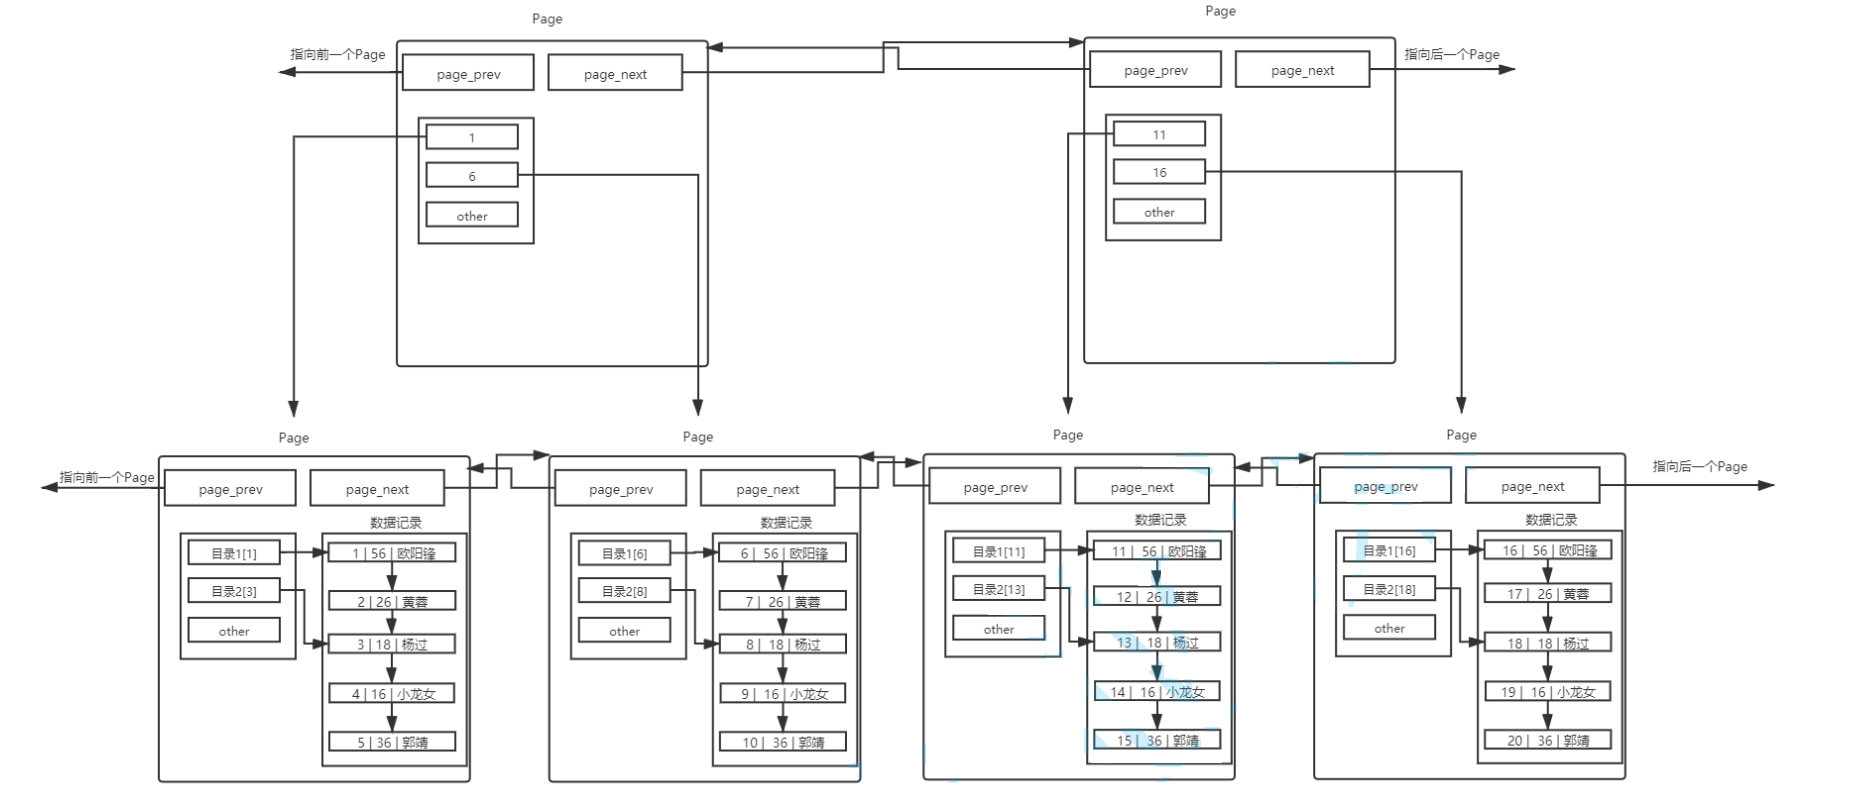 Page
指向前一个Page
page_prev
page_next
1
6
other
Page
page_prev
page_next
指向后一个Page
11
16
other
Page
指向前一个Page
page_prev
page_next
数据记录
目录1[1]
目录2[3]
other
1 | 56 | 欧阳锋
2 | 26 | 黄蓉
3 | 18 | 杨过
4 | 16 | 小龙女
5 | 36 | 郭靖
Page
page_prev
page_next
数据记录
目录1[6]
目录2[8]
other
6 | 56 | 欧阳锋
7 | 26 | 黄蓉
8 | 18 | 杨过
9 | 16 | 小龙女
10 | 36 | 郭靖
Page
page_prev
page_next
数据记录
目录1[11]
目录2[13]
other
11 | 56 | 欧阳锋
12 | 26 | 黄蓉
13 | 18 | 杨过
14 | 16 | 小龙女
15 | 36 | 郭靖
Page
page_prev
page_next
指向后一个Page
数据记录
目录1[16]
目录2[18]
other
16 | 56 | 欧阳锋
17 | 26 | 黄蓉
18 | 18 | 杨过
19 | 16 | 小龙女
20 | 36 | 郭靖